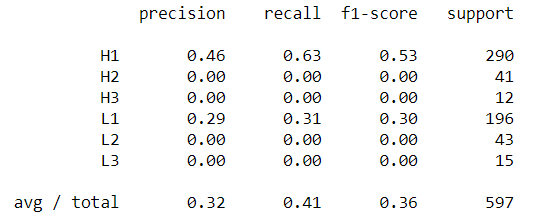 precision recall f1-score support
H1 0.46 0.63 0.53 290
H2 0.00 0.00 0.00 41
H3 0.00 0.00 0.00 12
L1 0.29 0.31 0.30 196
L2 0.00 0.00 0.00 43
L3 0.00 0.00 0.00 15
avg / total 0.32 0.41 0.36 597